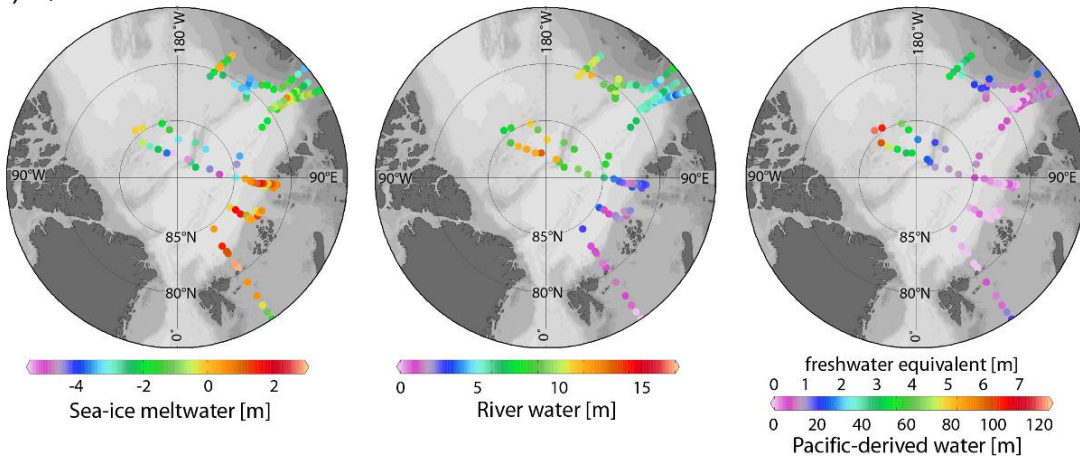 180°W
90°W
90°E
85°N
80°N
0°
-4 -2 0 2
Sea-ice meltwater [m]
180°W
90°W
90°E
85°N
80°N
0°
0 5 10 15
River water [m]
180°W
90°W
90°E
85°N
80°N
0°
freshwater equivalent [m]
0 1 2 3 4 5 6 7
0 20 40 60 80 100 120
Pacific-derived water [m]